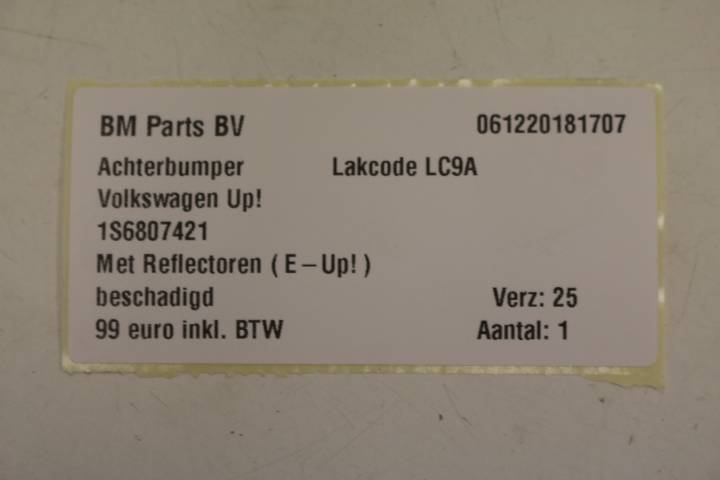 BM Parts BV 061220181707
Achterbumper Lakcode LC9A
Volkswagen Up!
1S6807421
Met Reflectoren ( E – Up! )
beschadigd Verz: 25
99 euro inkl. BTW Aantal: 1